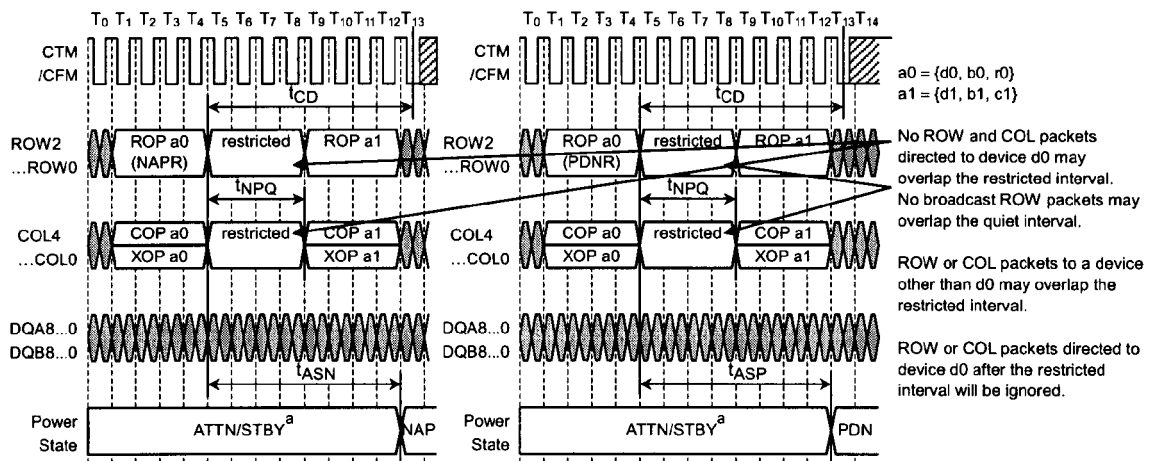 T0 T1 T2 T3 T4 T5 T6 T7 T8 T9 T10 T11 T12 T13
CTM
/CFM
tCD
ROW2
...ROW0
ROP a0
(NAPR)
restricted
ROP a1
tNPQ
COL4
...COL0
COP a0
XOP a0
restricted
COP a1
XOP a1
DQA8...0
DQB8...0
tASN
Power
State
ATTN/STBYa
NAP
T0 T1 T2 T3 T4 T5 T6 T7 T8 T9 T10 T11 T12 T13 T14
CTM
/CFM
tCD
ROW2
...ROW0
ROP a0
(PDNR)
restricted
ROP a1
tNPQ
COL4
...COL0
COP a0
XOP a0
restricted
COP a1
XOP a1
DQA8...0
DQB8...0
tASP
Power
State
ATTN/STBYa
PDN
a0 = {d0, b0, r0}
a1 = {d1, b1, c1}
No ROW and COL packets
directed to device d0 may
overlap the restricted interval.
No broadcast ROW packets may
overlap the quiet interval.
ROW or COL packets to a device
other than d0 may overlap the
restricted interval.
ROW or COL packets directed to
device d0 after the restricted
interval will be ignored.